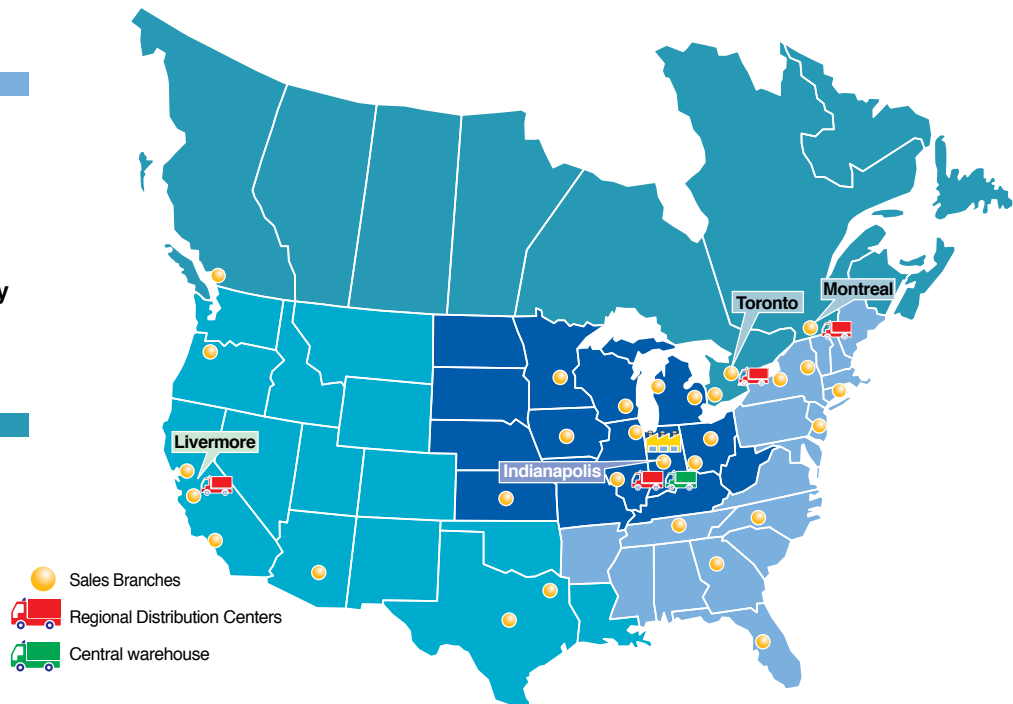 y
Toronto
Montreal
Livermore
Indianapolis
Sales Branches
Regional Distribution Centers
Central warehouse